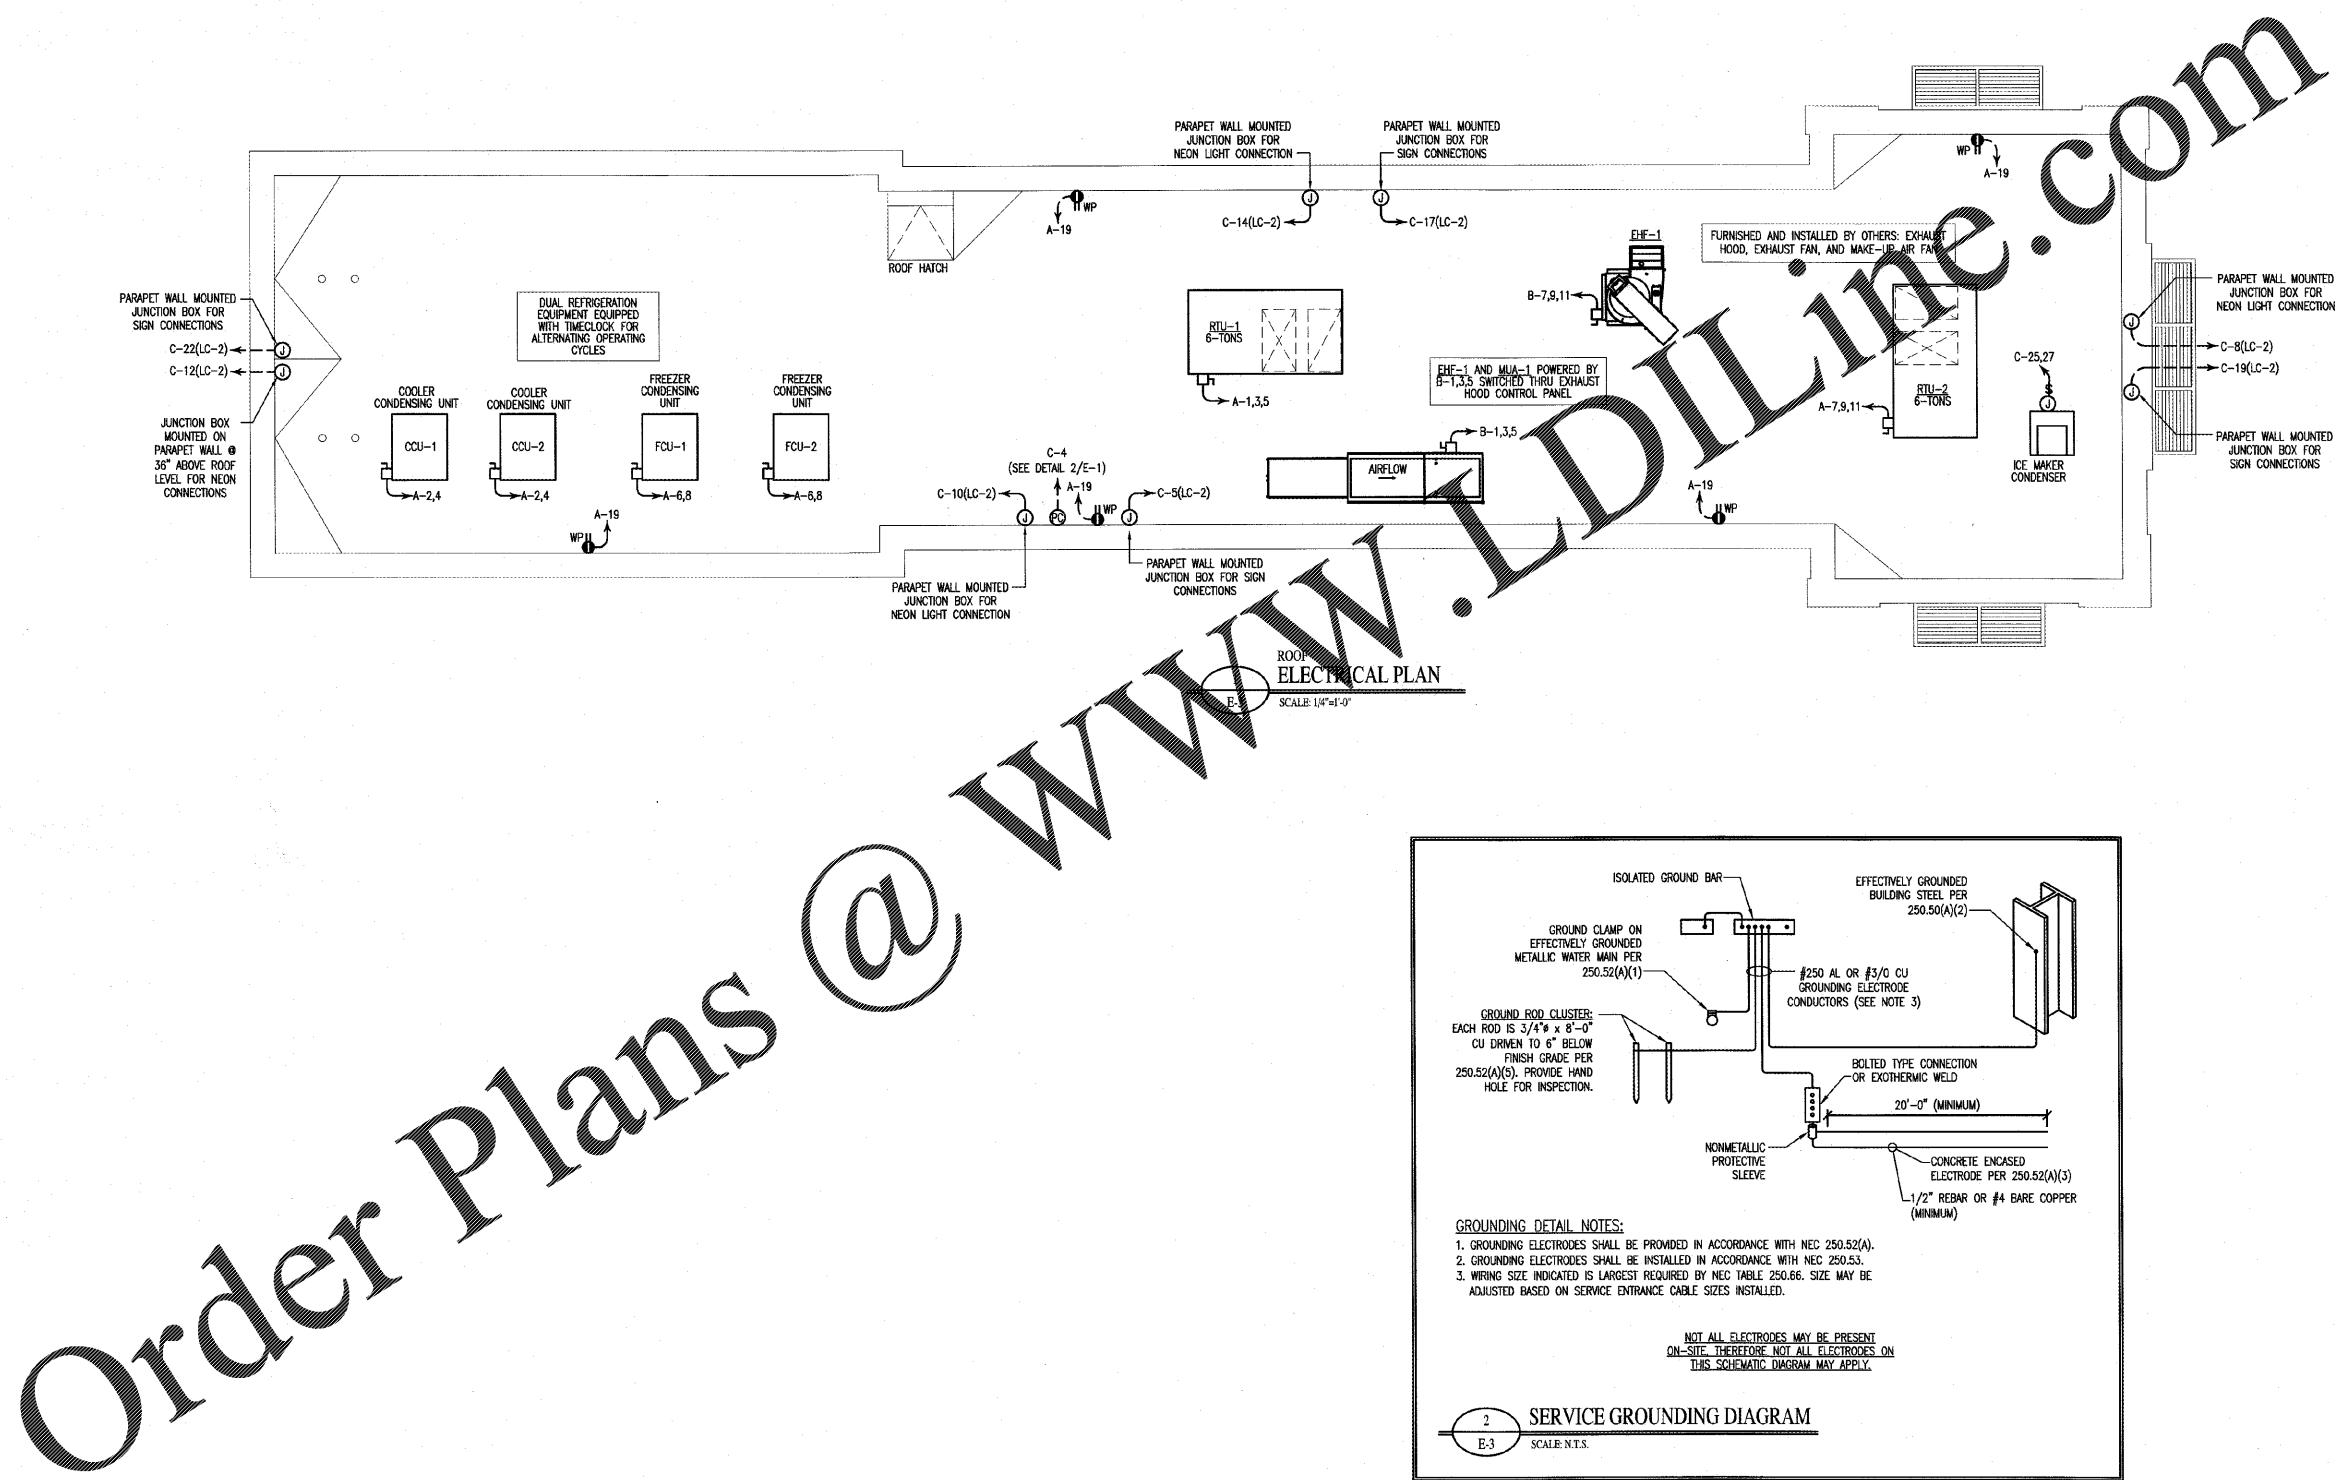 PARAPET WALL MOUNTED
JUNCTION BOX FOR
NEON LIGHT CONNECTION
PARAPET WALL MOUNTED
JUNCTION BOX FOR
SIGN CONNECTIONS
C-14(LC-2)
C-17(LC-2)
WP
A-19
WP
A-19
ROOF HATCH
EHF-1
FURNISHED AND INSTALLED BY OTHERS: EXHAUST
HOOD, EXHAUST FAN, AND MAKE-UP AIR FAN
B-7,9,11
PARAPET WALL MOUNTED
JUNCTION BOX FOR
SIGN CONNECTIONS
J
C-22(LC-2)
J
C-12(LC-2)
JUNCTION BOX
MOUNTED ON
PARAPET WALL @
36" ABOVE ROOF
LEVEL FOR NEON
CONNECTIONS
DUAL REFRIGERATION
EQUIPMENT EQUIPPED
WITH TIMECLOCK FOR
ALTERNATING OPERATING
CYCLES
COOLER
CONDENSING UNIT
CCU-1
A-2,4
COOLER
CONDENSING UNIT
CCU-2
A-2,4
FREEZER
CONDENSING
UNIT
FCU-1
A-6,8
FREEZER
CONDENSING
UNIT
FCU-2
A-6,8
WP
A-19
J
J
RTU-1
6-TONS
A-1,3,5
EHF-1 AND MUA-1 POWERED BY
B-1,3,5 SWITCHED THRU EXHAUST
HOOD CONTROL PANEL
B-1,3,5
AIRFLOW
RTU-2
6-TONS
A-7,9,11
C-25,27
$
J
ICE MAKER
CONDENSER
PARAPET WALL MOUNTED
JUNCTION BOX FOR
NEON LIGHT CONNECTION
J
C-8(LC-2)
C-19(LC-2)
J
PARAPET WALL MOUNTED
JUNCTION BOX FOR
SIGN CONNECTIONS
C-4
(SEE DETAIL 2/E-1)
C-10(LC-2)
A-19
C-5(LC-2)
J
PC
WP
J
A-19
WP
PARAPET WALL MOUNTED
JUNCTION BOX FOR SIGN
CONNECTIONS
PARAPET WALL MOUNTED
JUNCTION BOX FOR
NEON LIGHT CONNECTION
ROOF
ELECTRICAL PLAN
E-3
SCALE: 1/4"=1'-0"
Order Plans @ www.LDILine.com
ISOLATED GROUND BAR
EFFECTIVELY GROUNDED
BUILDING STEEL PER
250.50(A)(2)
GROUND CLAMP ON
EFFECTIVELY GROUNDED
METALLIC WATER MAIN PER
250.52(A)(1)
#250 AL OR #3/0 CU
GROUNDING ELECTRODE
CONDUCTORS (SEE NOTE 3)
GROUND ROD CLUSTER:
EACH ROD IS 3/4"ø x 8'-0"
CU DRIVEN TO 6" BELOW
FINISH GRADE PER
250.52(A)(5). PROVIDE HAND
HOLE FOR INSPECTION.
BOLTED TYPE CONNECTION
OR EXOTHERMIC WELD
20'-0" (MINIMUM)
NONMETALLIC
PROTECTIVE
SLEEVE
CONCRETE ENCASED
ELECTRODE PER 250.52(A)(3)
1/2" REBAR OR #4 BARE COPPER
(MINIMUM)
GROUNDING DETAIL NOTES:
1. GROUNDING ELECTRODES SHALL BE PROVIDED IN ACCORDANCE WITH NEC 250.52(A).
2. GROUNDING ELECTRODES SHALL BE INSTALLED IN ACCORDANCE WITH NEC 250.53.
3. WIRING SIZE INDICATED IS LARGEST REQUIRED BY NEC TABLE 250.66. SIZE MAY BE
ADJUSTED BASED ON SERVICE ENTRANCE CABLE SIZES INSTALLED.
NOT ALL ELECTRODES MAY BE PRESENT
ON-SITE, THEREFORE NOT ALL ELECTRODES ON
THIS SCHEMATIC DIAGRAM MAY APPLY.
2
E-3
SERVICE GROUNDING DIAGRAM
SCALE: N.T.S.